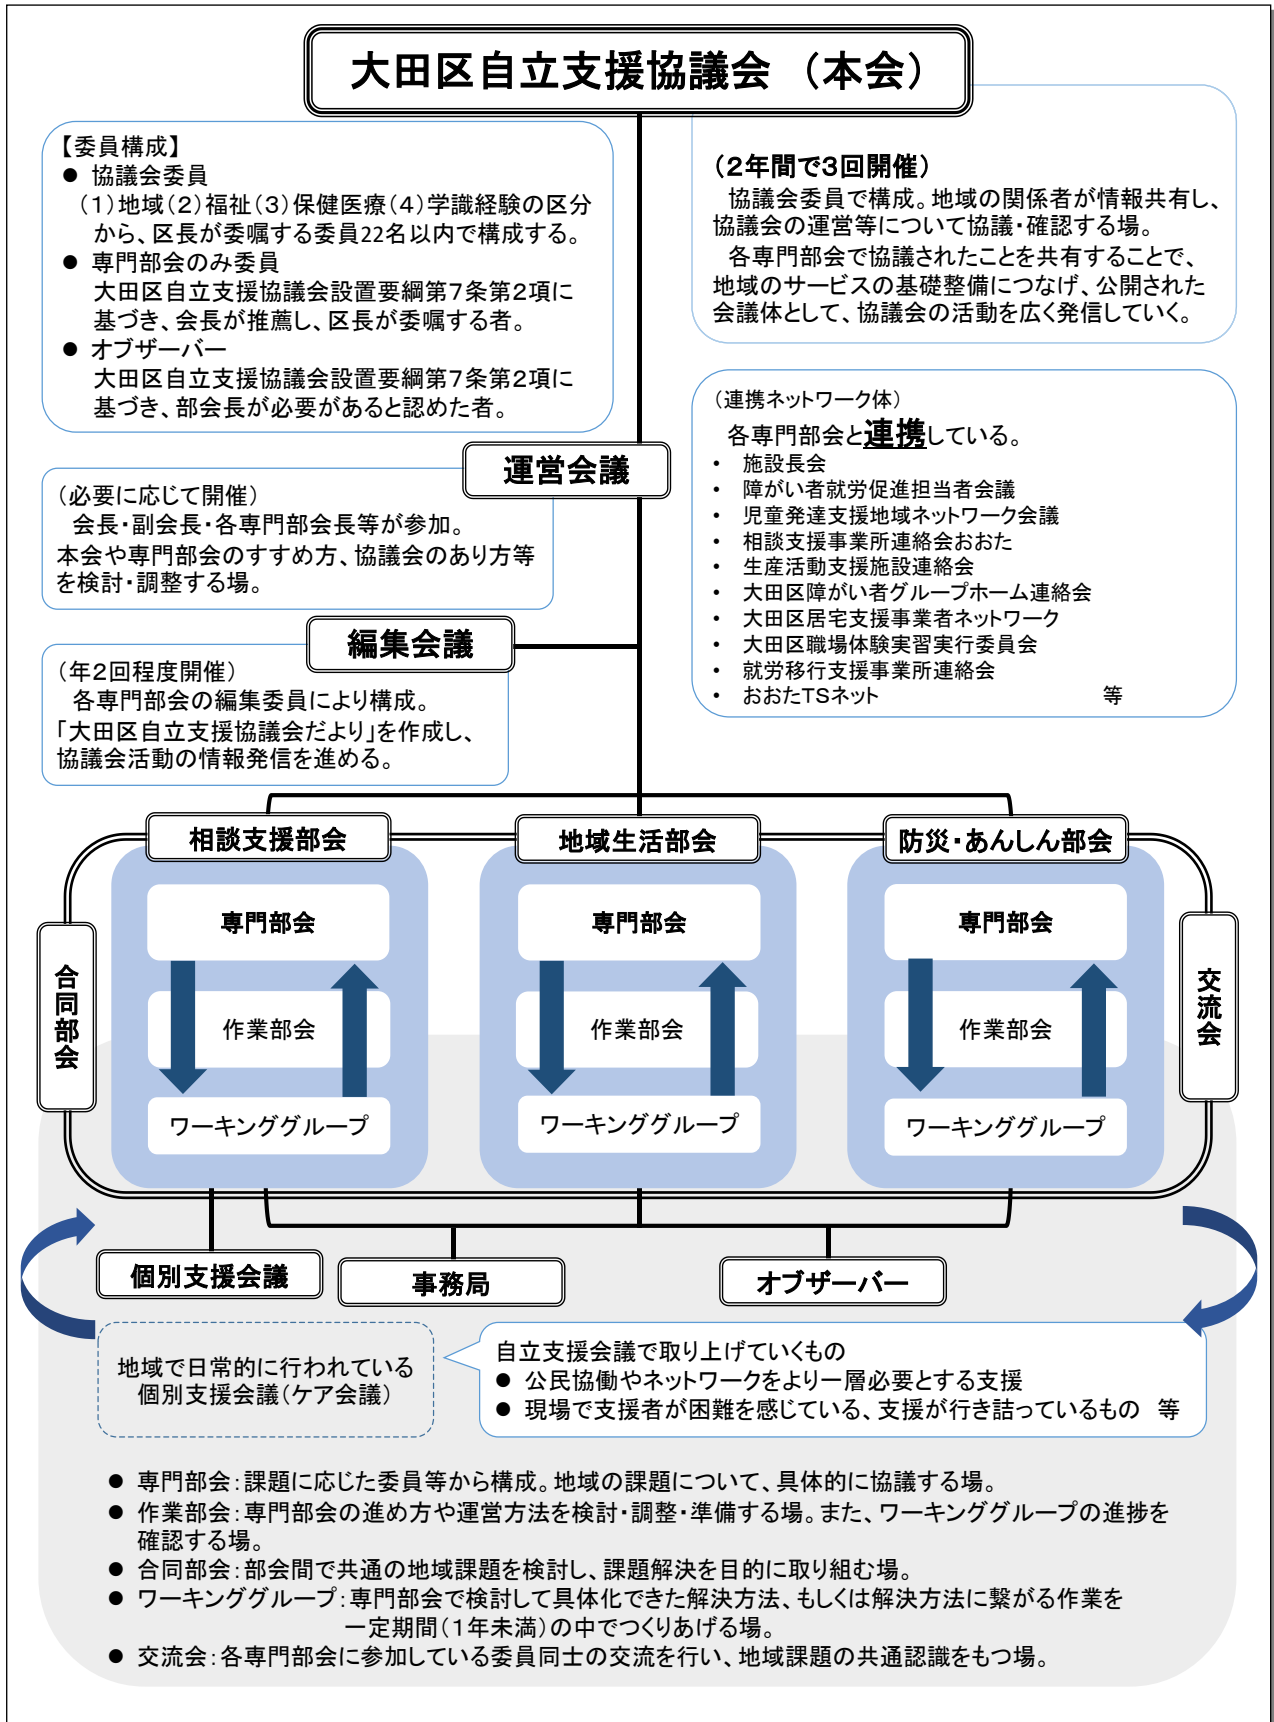 大田区自立支援協議会 （本会）
【委員構成】
● 協議会委員
（1）地域（2）福祉（3）保健医療（4）学識経験の区分
から、区長が委嘱する委員22名以内で構成する。
● 専門部会のみ委員
大田区自立支援協議会設置要綱第7条第2項に
基づき、会長が推薦し、区長が委嘱する者。
● オブザーバー
大田区自立支援協議会設置要綱第7条第2項に
基づき、部会長が必要があると認めた者。
（2年間で3回開催）
協議会委員で構成。地域の関係者が情報共有し、
協議会の運営等について協議・確認する場。
各専門部会で協議されたことを共有することで、
地域のサービスの基礎整備につなげ、公開された
会議体として、協議会の活動を広く発信していく。
（連携ネットワーク体）
各専門部会と連携している。
・ 施設長会
・ 障がい者就労促進担当者会議
・ 児童発達支援地域ネットワーク会議
・ 相談支援事業所連絡会おおた
・ 生産活動支援施設連絡会
・ 大田区障がい者グループホーム連絡会
・ 大田区居宅支援事業者ネットワーク
・ 大田区職場体験実習実行委員会
・ 就労移行支援事業所連絡会
・ おおたTSネット 等
運営会議
（必要に応じて開催）
会長・副会長・各専門部会長等が参加。
本会や専門部会のすすめ方、協議会のあり方等
を検討・調整する場。
編集会議
（年2回程度開催）
各専門部会の編集委員により構成。
「大田区自立支援協議会だより」を作成し、
協議会活動の情報発信を進める。
相談支援部会
地域生活部会
防災・あんしん部会
専門部会
専門部会
専門部会
合同部会
交流会
作業部会
作業部会
作業部会
ワーキンググループ
ワーキンググループ
ワーキンググループ
個別支援会議
事務局
オブザーバー
地域で日常的に行われている
個別支援会議（ケア会議）
自立支援会議で取り上げていくもの
● 公民協働やネットワークをより一層必要とする支援
● 現場で支援者が困難を感じている、支援が行き詰っているもの 等
● 専門部会：課題に応じた委員等から構成。地域の課題について、具体的に協議する場。
● 作業部会：専門部会の進め方や運営方法を検討・調整・準備する場。また、ワーキンググループの進捗を
確認する場。
● 合同部会：部会間で共通の地域課題を検討し、課題解決を目的に取り組む場。
● ワーキンググループ：専門部会で検討して具体化できた解決方法、もしくは解決方法に繋がる作業を
一定期間（1年未満）の中でつくりあげる場。
● 交流会：各専門部会に参加している委員同士の交流を行い、地域課題の共通認識をもつ場。